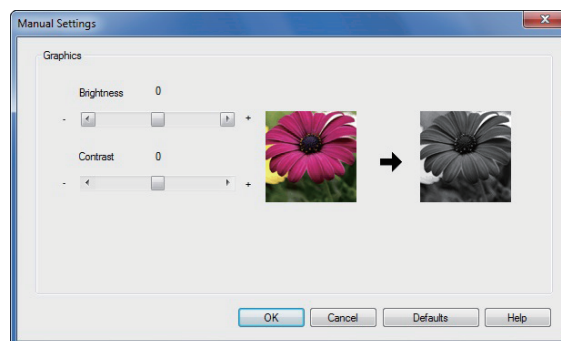 Manual Settings
Graphics
Brightness 0
- +
Contrast 0
- +
OK Cancel Defaults Help